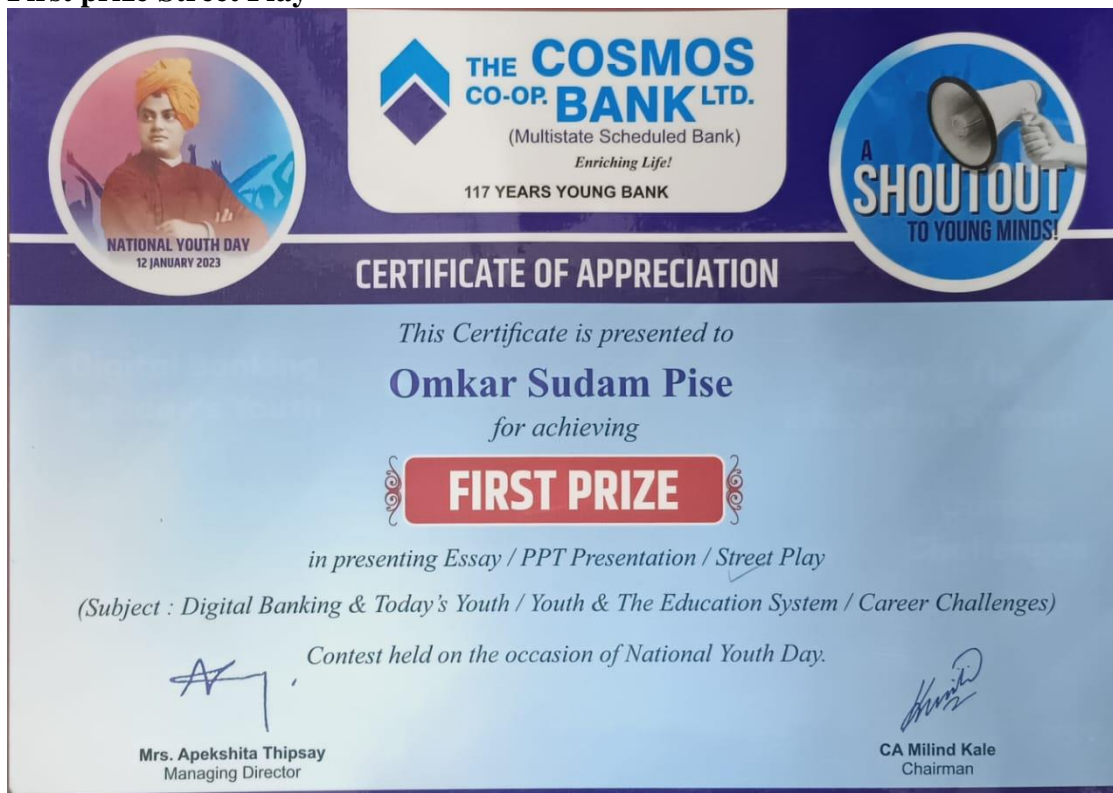 First prize Street Play
NATIONAL YOUTH DAY
12 JANUARY 2023
THE COSMOS
CO-OP. BANK LTD.
(Multistate Scheduled Bank)
Enriching Life!
117 YEARS YOUNG BANK
A
SHOUTOUT
TO YOUNG MINDS!
CERTIFICATE OF APPRECIATION
This Certificate is presented to
Omkar Sudam Pise
for achieving
FIRST PRIZE
in presenting Essay / PPT Presentation / Street Play
(Subject : Digital Banking & Today's Youth / Youth & The Education System / Career Challenges)
Contest held on the occasion of National Youth Day.
Mrs. Apekshita Thipsay
Managing Director
CA Milind Kale
Chairman